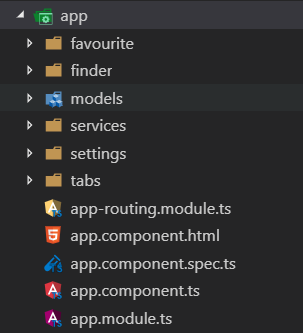 app
favourite
finder
models
services
settings
tabs
app-routing.module.ts
app.component.html
app.component.spec.ts
app.component.ts
app.module.ts